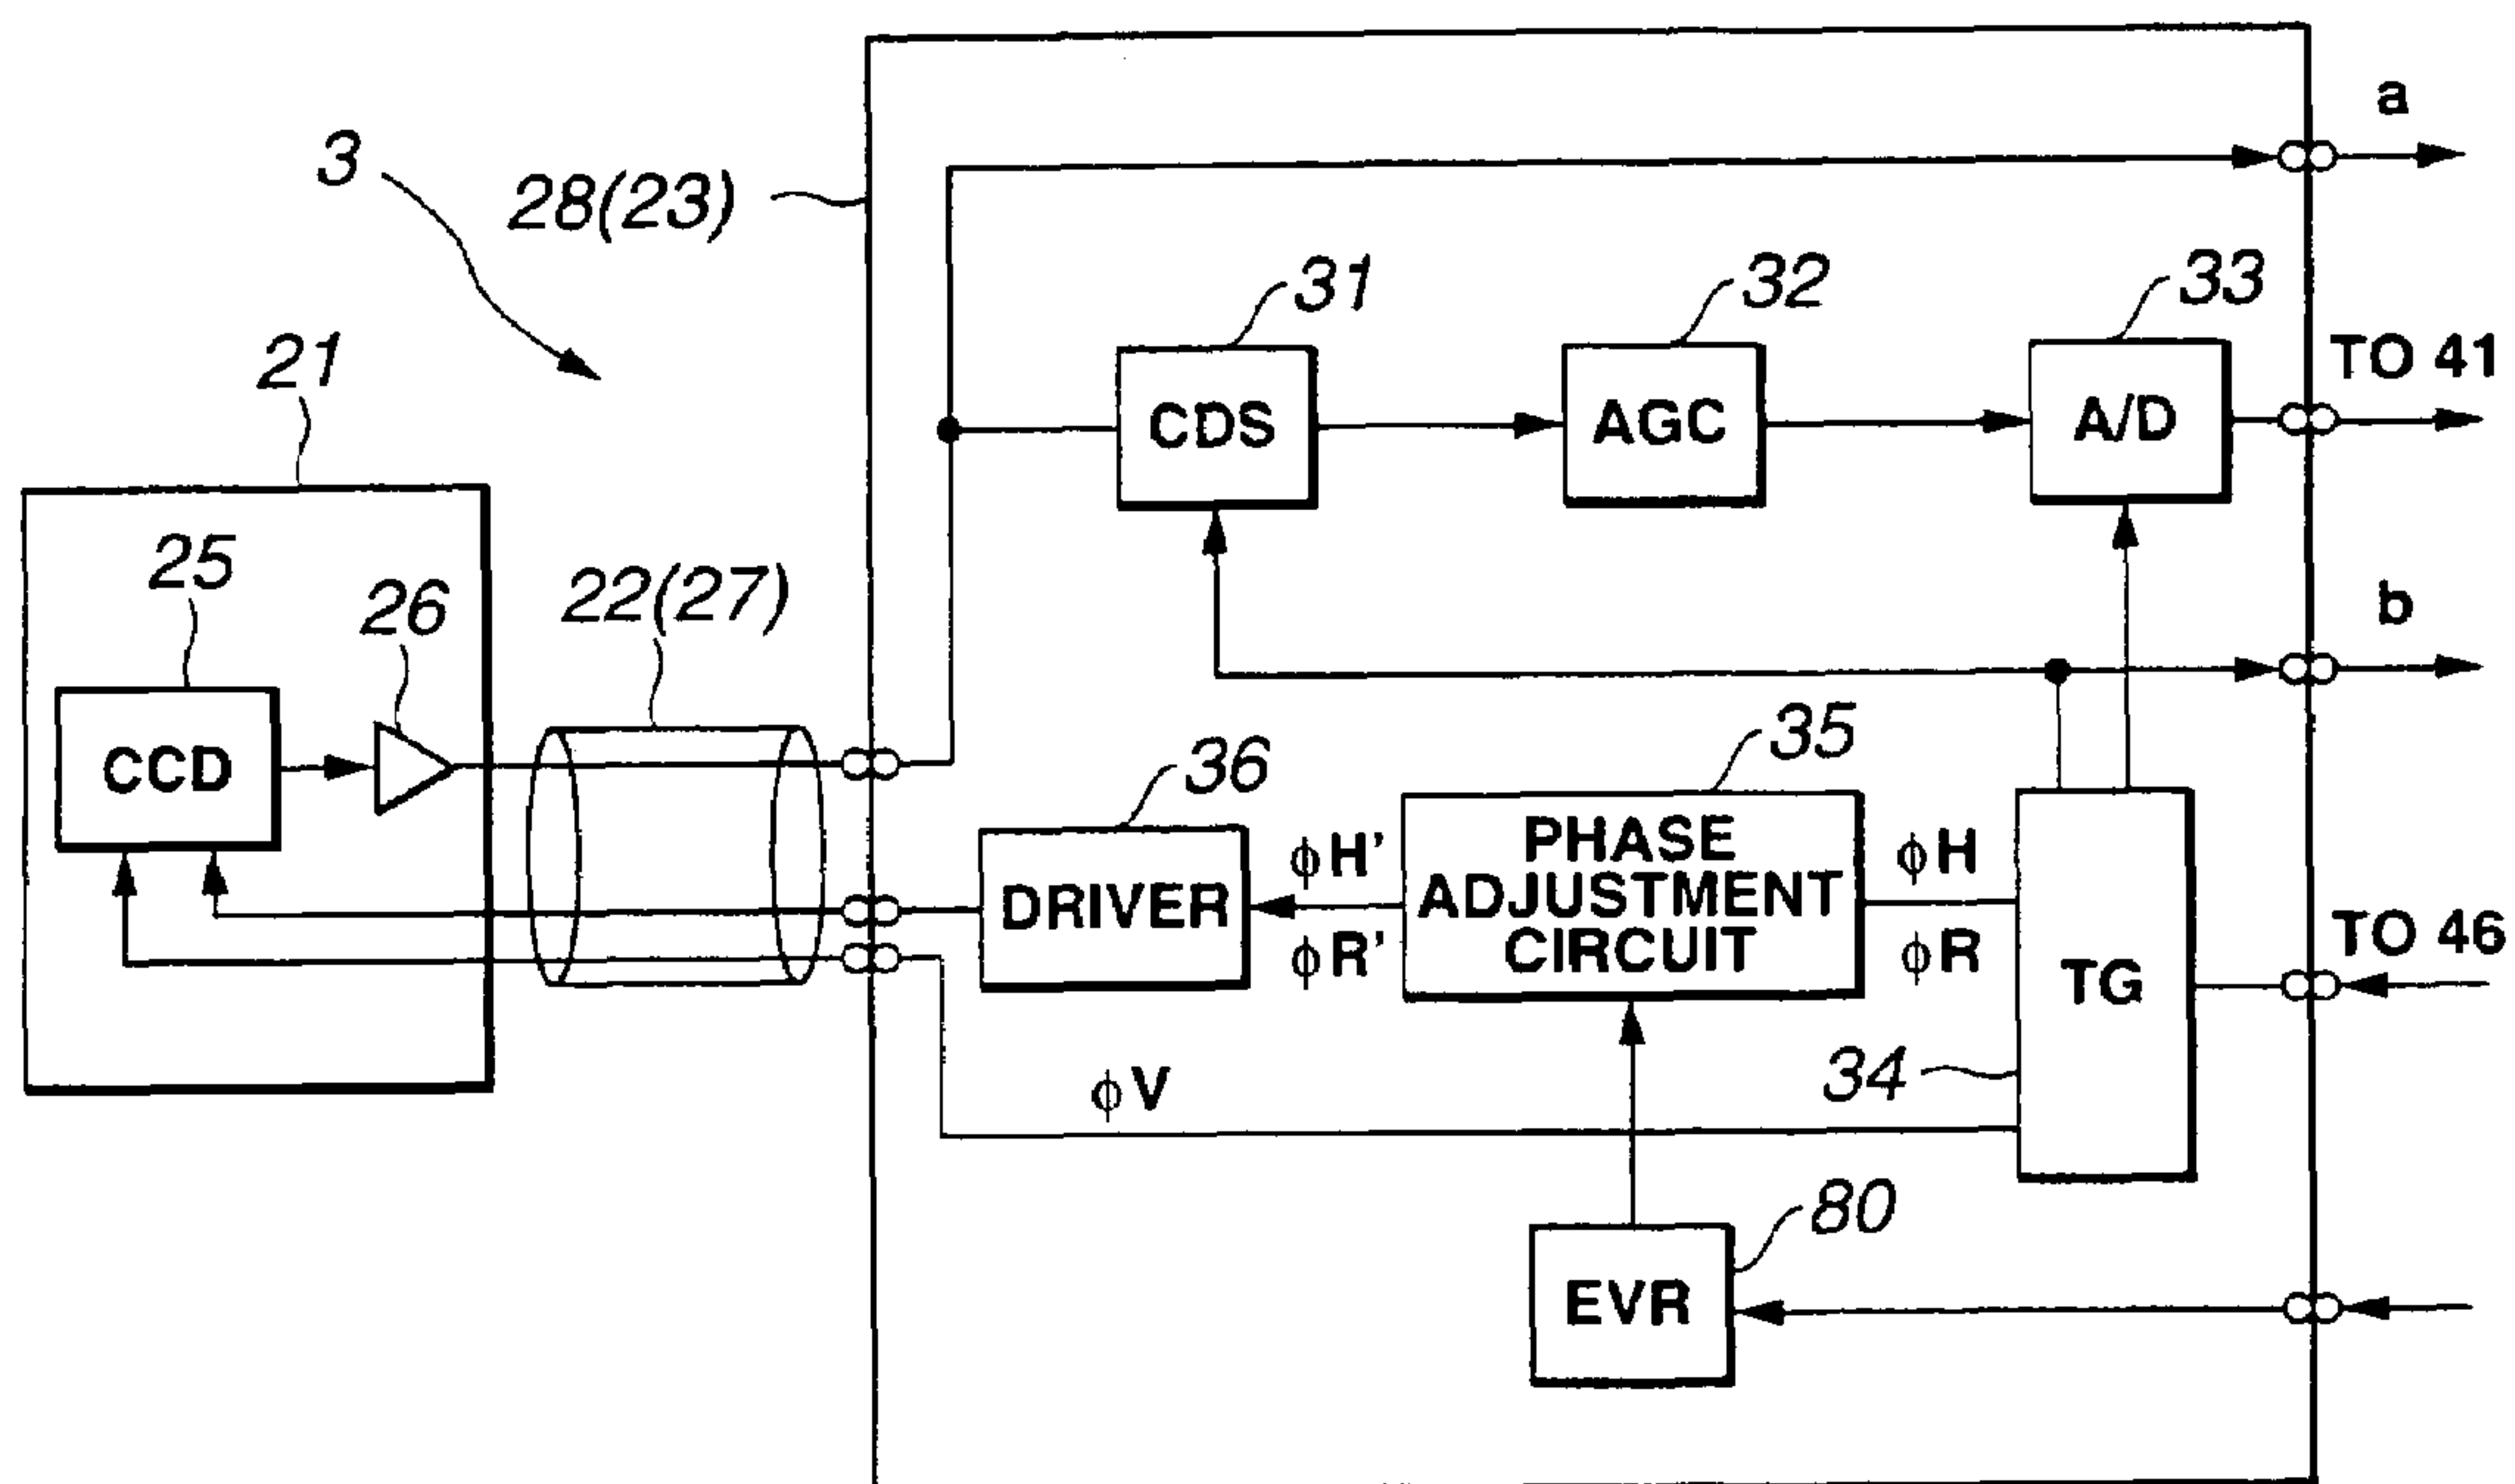 a
3
28(23)
31
32
33
TO 41
21
CDS
AGC
A/D
25
26
22(27)
b
35
36
CCD
PHASE
ADJUSTMENT
CIRCUIT
ϕH'
ϕH
DRIVER
ϕR'
ϕR
TO 46
TG
34
ϕV
80
EVR